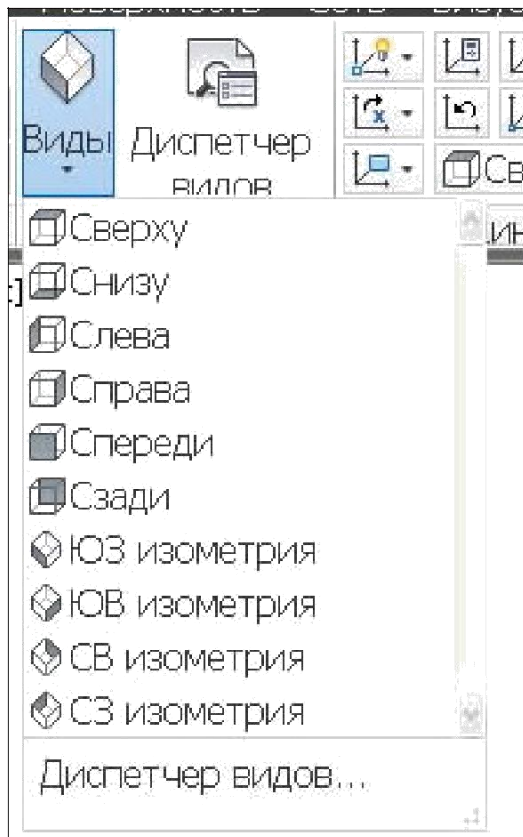 Виды
Диспетчер
видов
Сверху
Снизу
Слева
Справа
Спереди
Сзади
ЮЗ изометрия
ЮВ изометрия
СВ изометрия
СЗ изометрия
Диспетчер видов...